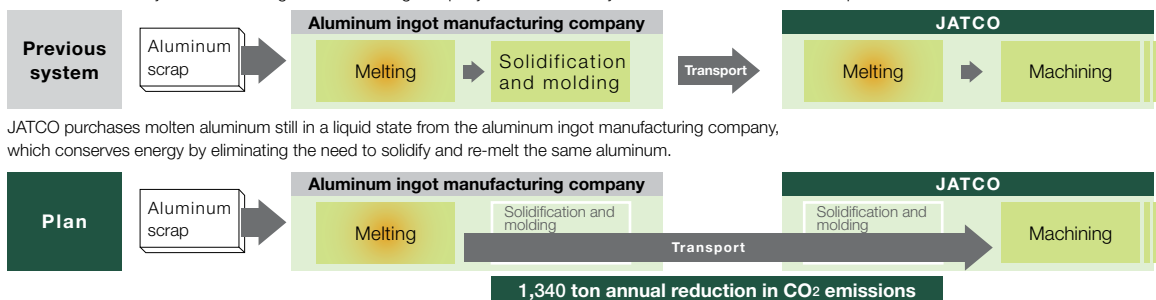 Aluminum ingot manufacturing company
JATCO
Previous
system
Aluminum
scrap
Melting
Solidification
and molding
Transport
Melting
Machining
JATCO purchases molten aluminum still in a liquid state from the aluminum ingot manufacturing company,
which conserves energy by eliminating the need to solidify and re-melt the same aluminum.
Aluminum ingot manufacturing company
JATCO
Plan
Aluminum
scrap
Melting
Solidification and
molding
Transport
Solidification and
molding
Machining
1,340 ton annual reduction in CO2 emissions